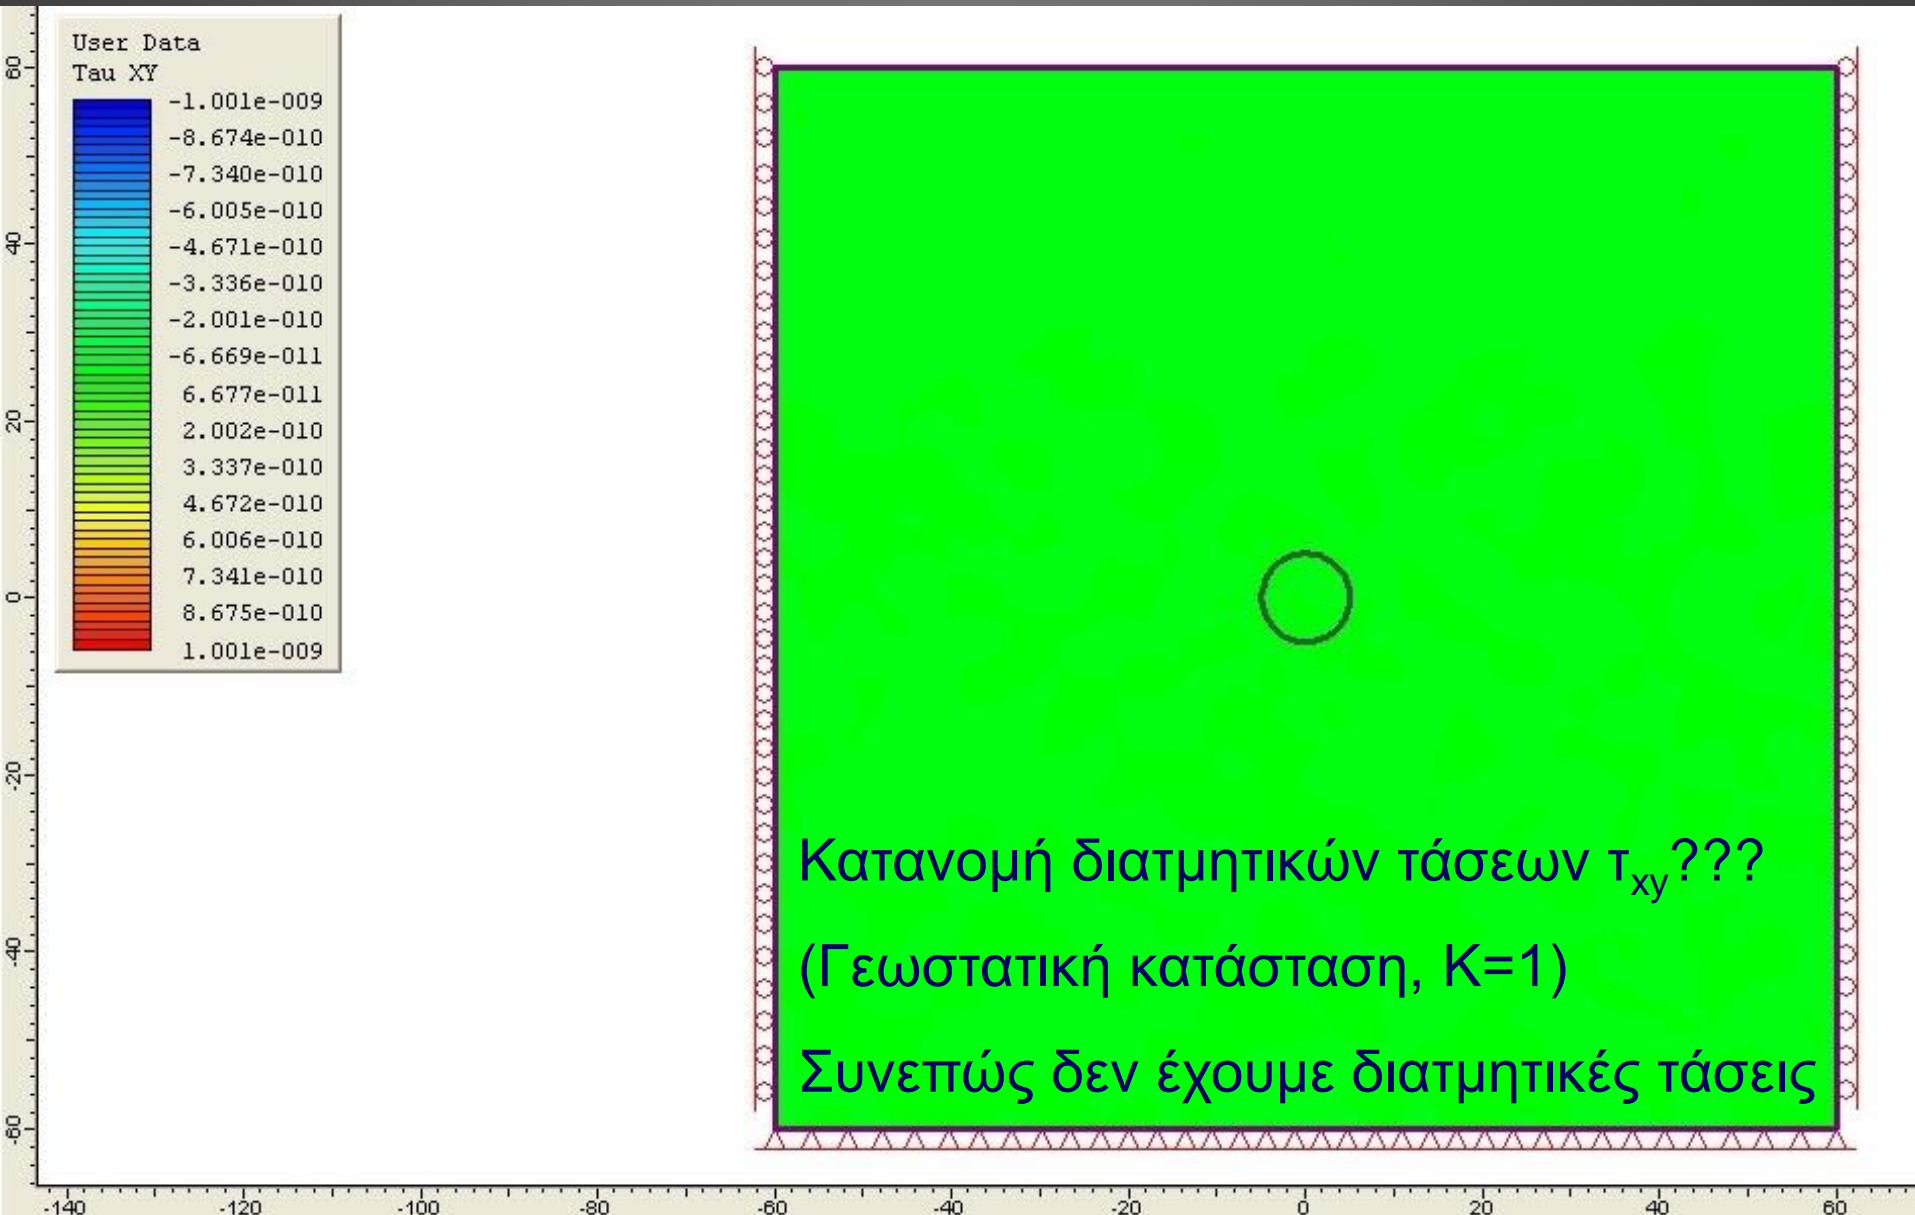 User Data
Tau XY
-1.001e-009
-8.674e-010
-7.340e-010
-6.005e-010
-4.671e-010
-3.336e-010
-2.001e-010
-6.669e-011
6.677e-011
2.002e-010
3.337e-010
4.672e-010
6.006e-010
7.341e-010
8.675e-010
1.001e-009
60
40
20
0
-20
-40
-60
Κατανομή διατμητικών τάσεων τxy???
(Γεωστατική κατάσταση, Κ=1)
Συνεπώς δεν έχουμε διατμητικές τάσεις
-140 -120 -100 -80 -60 -40 -20 0 20 40 60